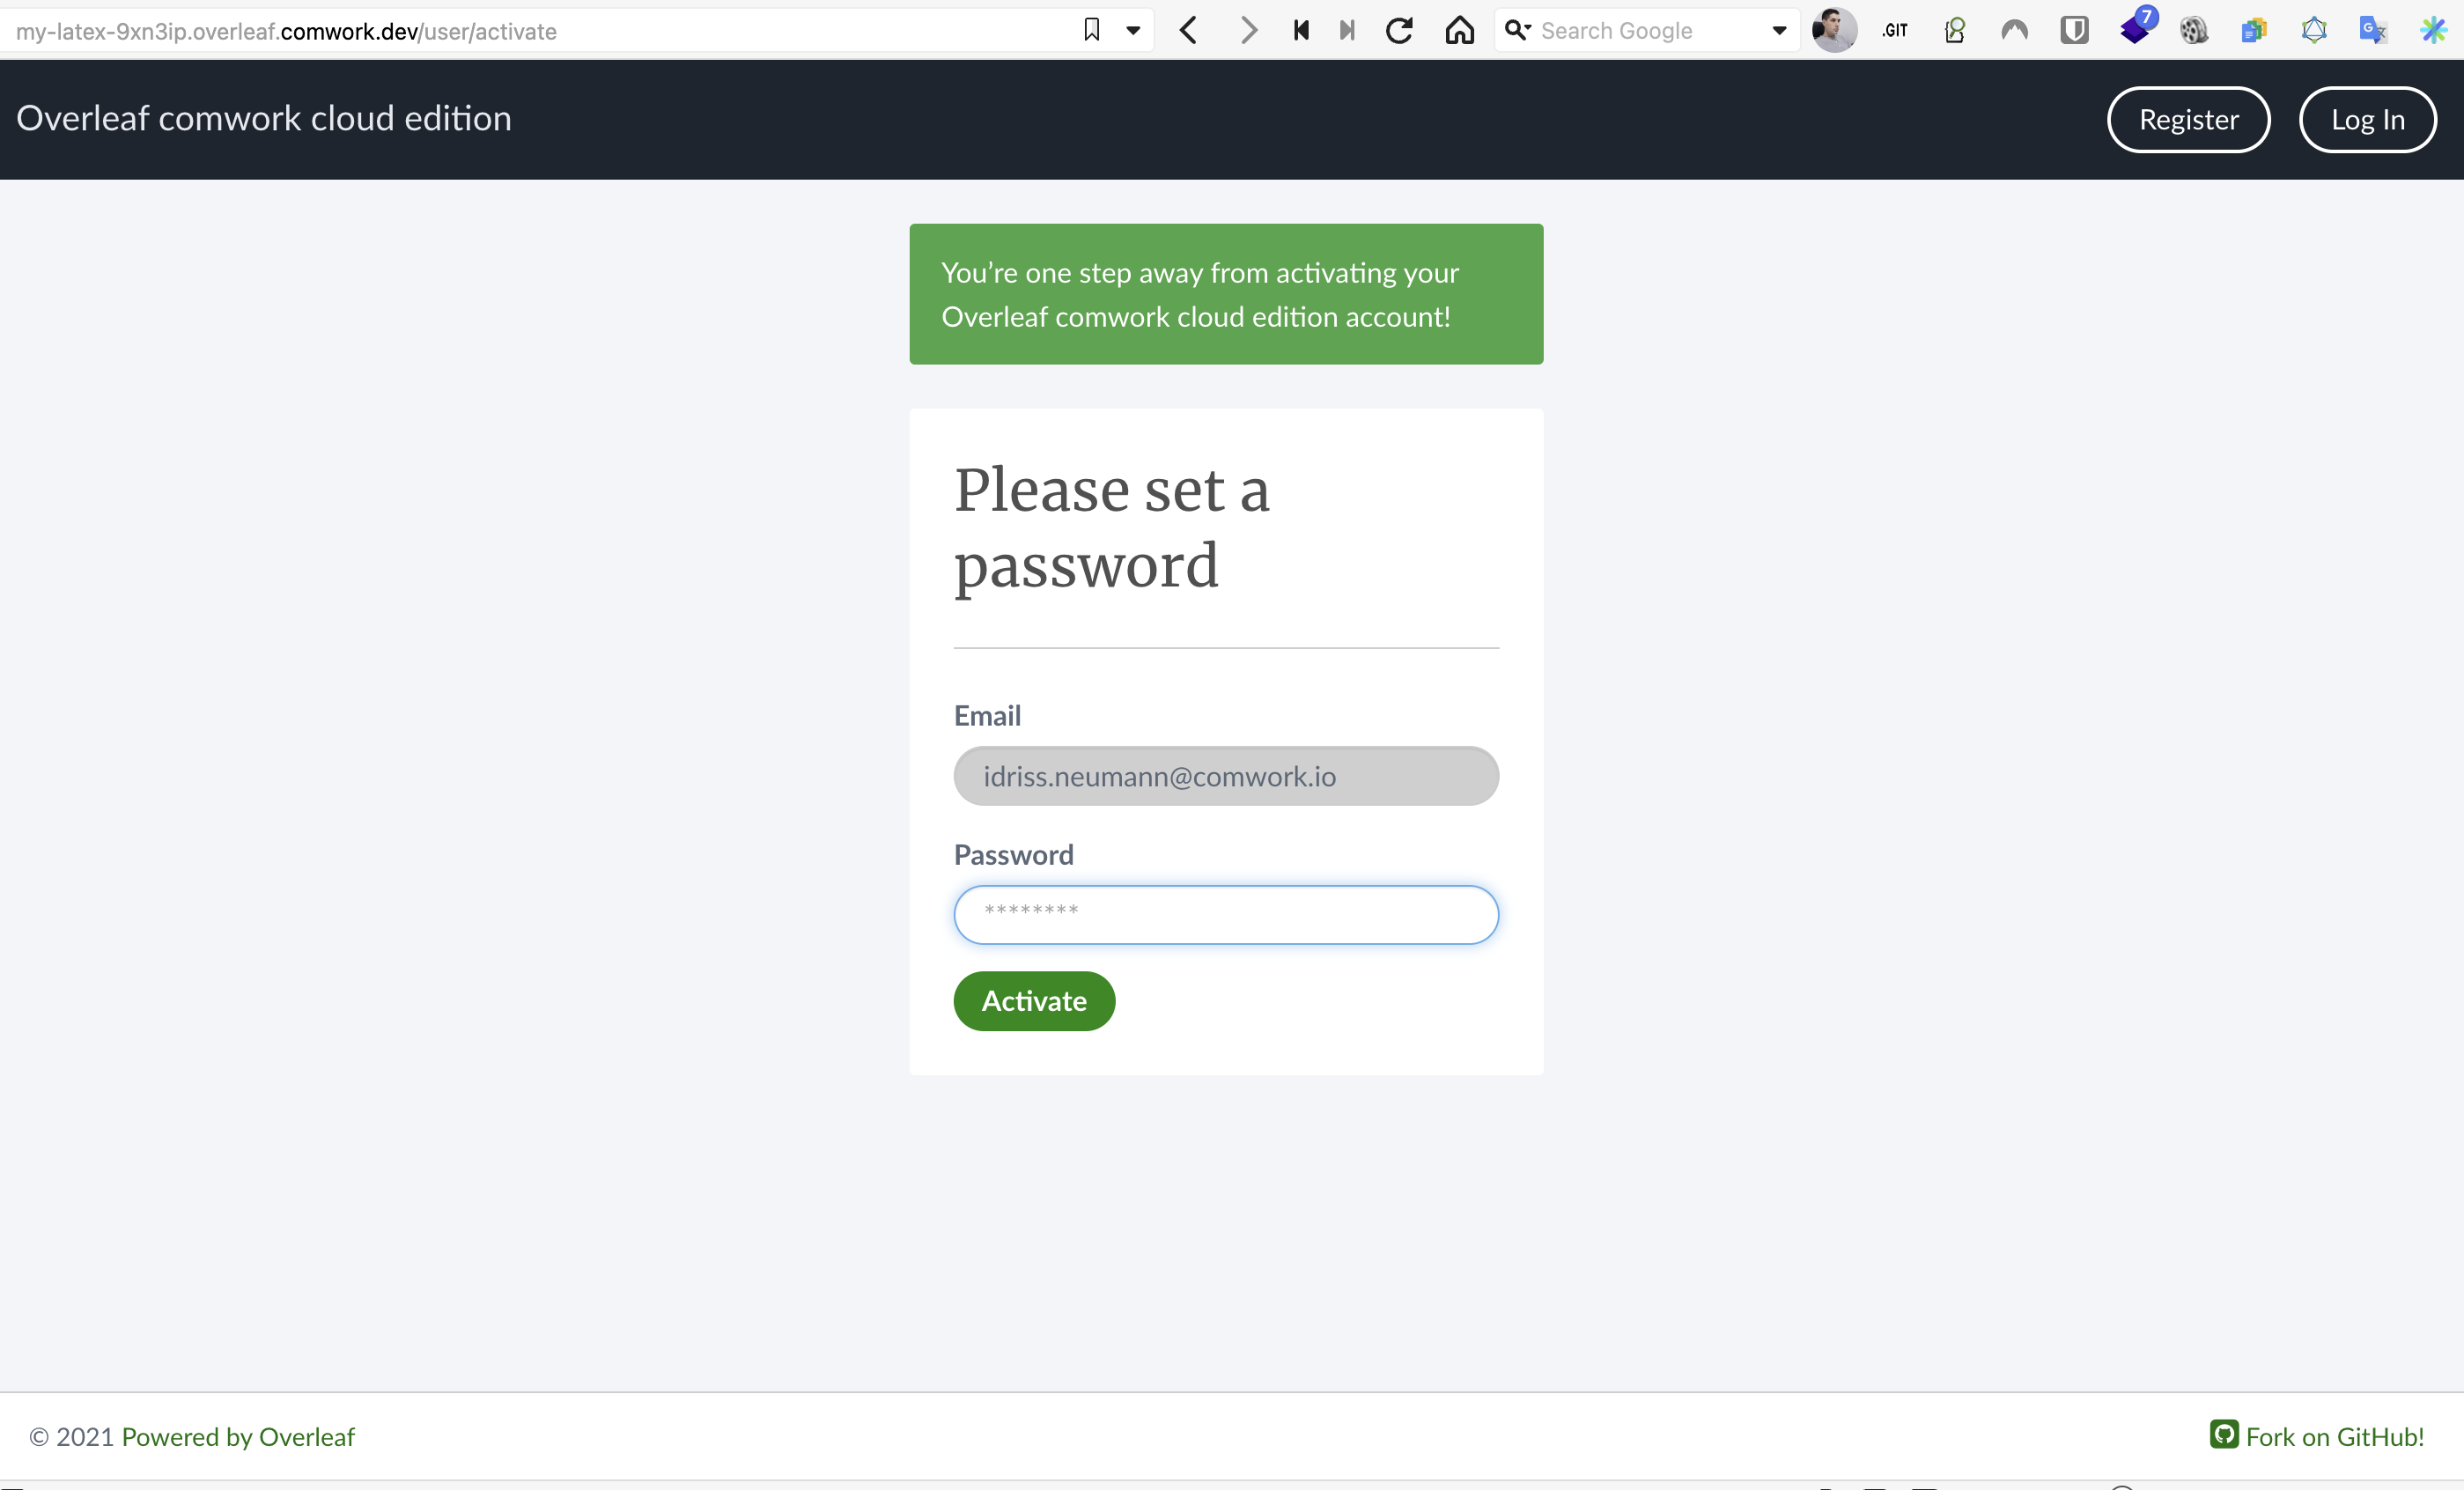 my-latex-9xn3ip.overleaf.comwork.dev/user/activate
Search Google
.GIT
7
Overleaf comwork cloud edition
Register
Log In
You’re one step away from activating your
Overleaf comwork cloud edition account!
Please set a
password
Email
idriss.neumann@comwork.io
Password
********
Activate
© 2021 Powered by Overleaf
Fork on GitHub!